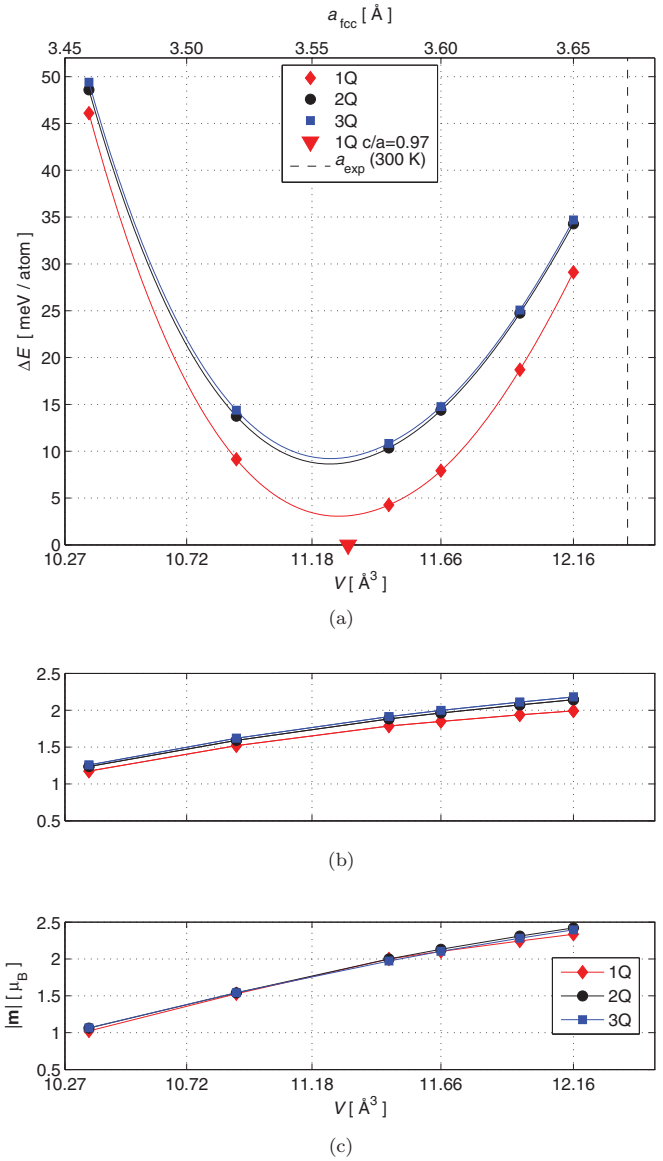 a_fcc [ Å ]
3.45 3.50 3.55 3.60 3.65
50
45
40
35
30
25
20
15
10
5
0
ΔE [ meV / atom ]
1Q
2Q
3Q
1Q c/a=0.97
a_exp (300 K)
10.27 10.72 11.18 11.66 12.16
V [ Å³ ]
(a)
2.5
2
1.5
1
0.5
(b)
2.5
2
1.5
1
0.5
|m| [ μ_B ]
1Q
2Q
3Q
10.27 10.72 11.18 11.66 12.16
V [ Å³ ]
(c)